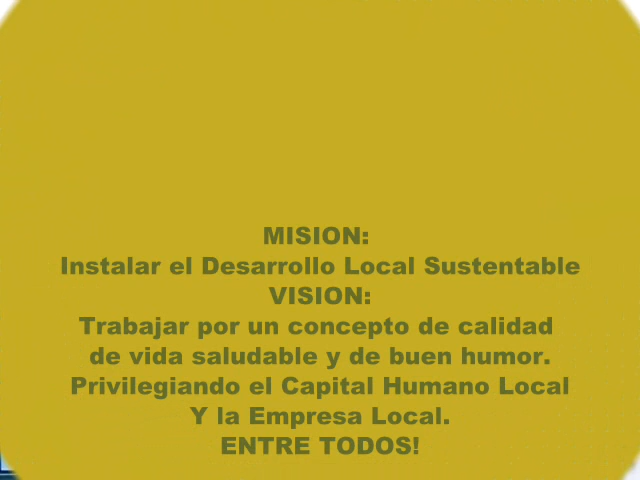 MISION:
Instalar el Desarrollo Local Sustentable
VISION:
Trabajar por un concepto de calidad
de vida saludable y de buen humor.
Privilegiando el Capital Humano Local
Y la Empresa Local.
ENTRE TODOS!